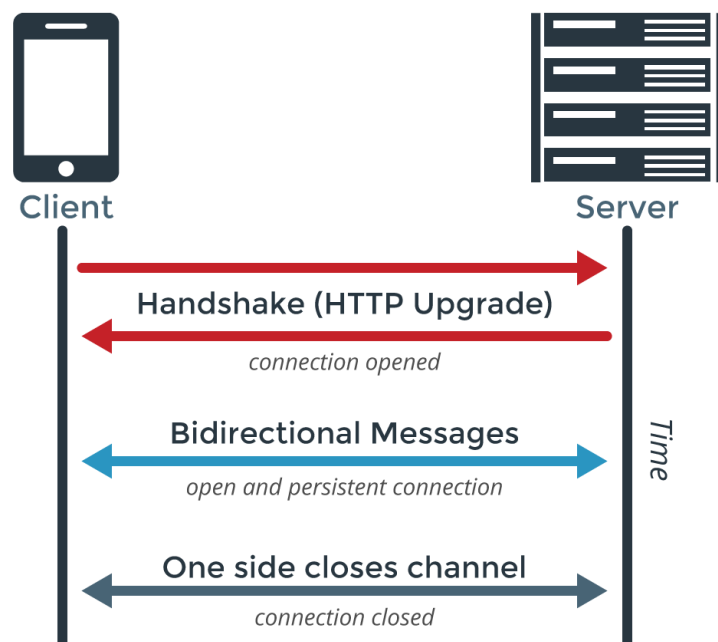 Client
Server
Handshake (HTTP Upgrade)
connection opened
Bidirectional Messages
open and persistent connection
Time
One side closes channel
connection closed